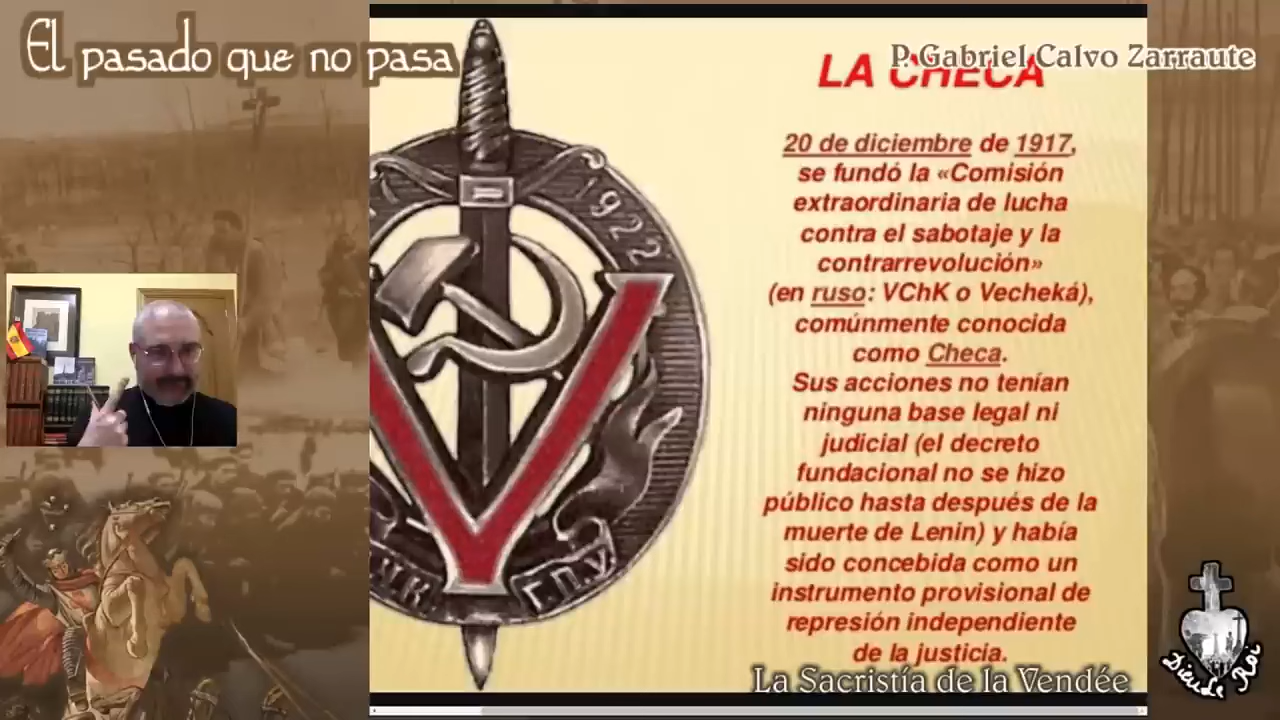 El pasado que no pasa
P. Gabriel Calvo Zarraute
LA CHECA
20 de diciembre de 1917,
se fundó la «Comisión
extraordinaria de lucha
contra el sabotaje y la
contrarrevolución»
(en ruso: VChK o Vecheká),
comúnmente conocida
como Checa.
Sus acciones no tenían
ninguna base legal ni
judicial (el decreto
fundacional no se hizo
público hasta después de la
muerte de Lenin) y había
sido concebida como un
instrumento provisional de
represión independiente
de la justicia.
1922
Г.П.У
La Sacristía de la Vendée
Dieu le Roi